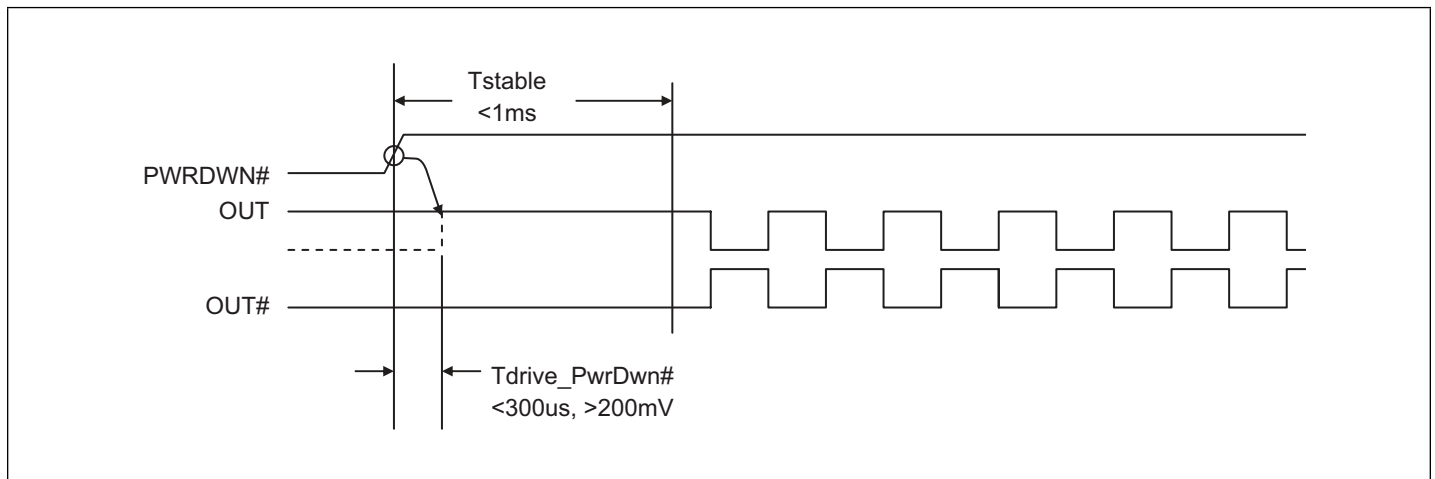 Tstable
<1ms
PWRDWN#
OUT
OUT#
Tdrive_PwrDwn#
<300us, >200mV